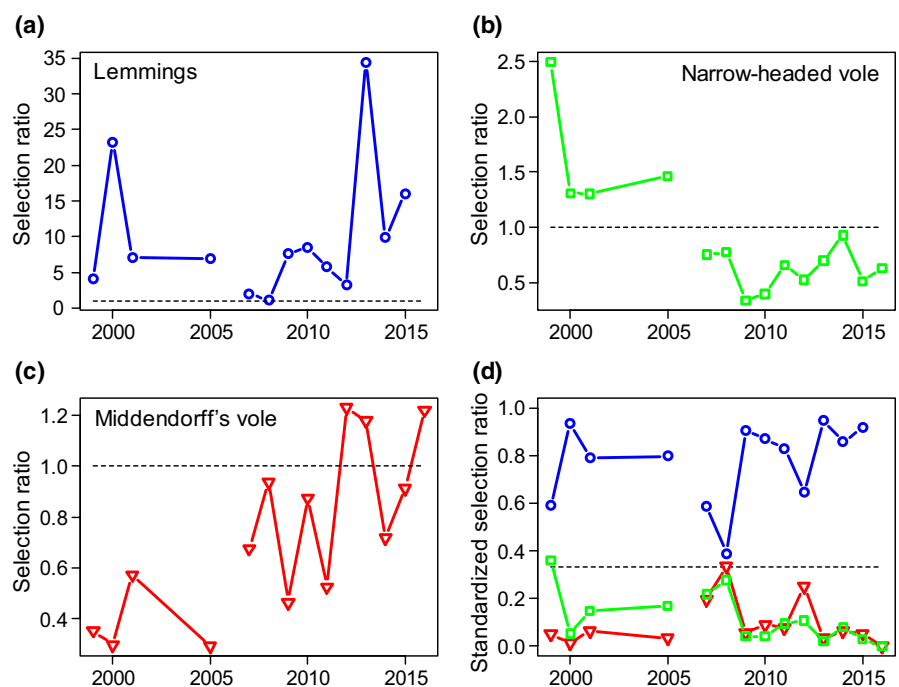 (a)
Lemmings
Selection ratio
35
30
25
20
15
10
5
0
2000 2005 2010 2015
(b)
Narrow-headed vole
Selection ratio
2.5
2.0
1.5
1.0
0.5
2000 2005 2010 2015
(c)
Middendorff's vole
Selection ratio
1.2
1.0
0.8
0.6
0.4
2000 2005 2010 2015
(d)
Standardized selection ratio
1.0
0.8
0.6
0.4
0.2
0.0
2000 2005 2010 2015